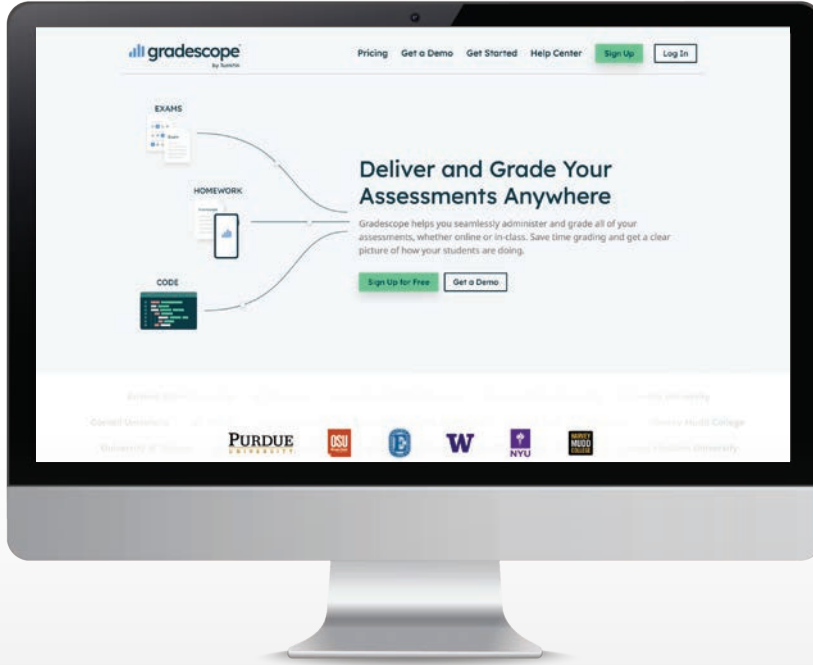 gradescope
by Turnitin
Pricing Get a Demo Get Started Help Center Sign Up Log In
EXAMS
Exam
HOMEWORK
CODE
Deliver and Grade Your
Assessments Anywhere
Gradescope helps you seamlessly administer and grade all of your
assessments, whether online or in-class. Save time grading and get a clear
picture of how your students are doing.
Sign Up for Free Get a Demo
Cornell University Harvey Mudd College
PURDUE
UNIVERSITY
OSU
W
NYU
HARVEY
MUDD
COLLEGE